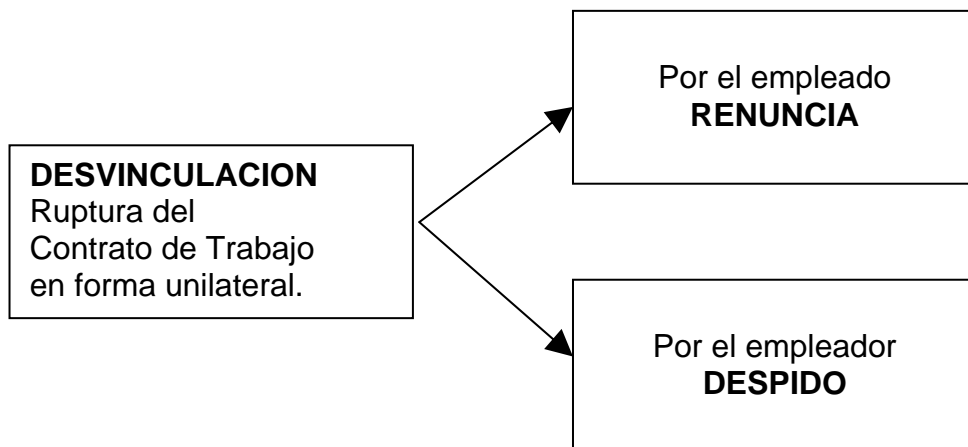 DESVINCULACION
Ruptura del
Contrato de Trabajo
en forma unilateral.
Por el empleado
RENUNCIA
Por el empleador
DESPIDO